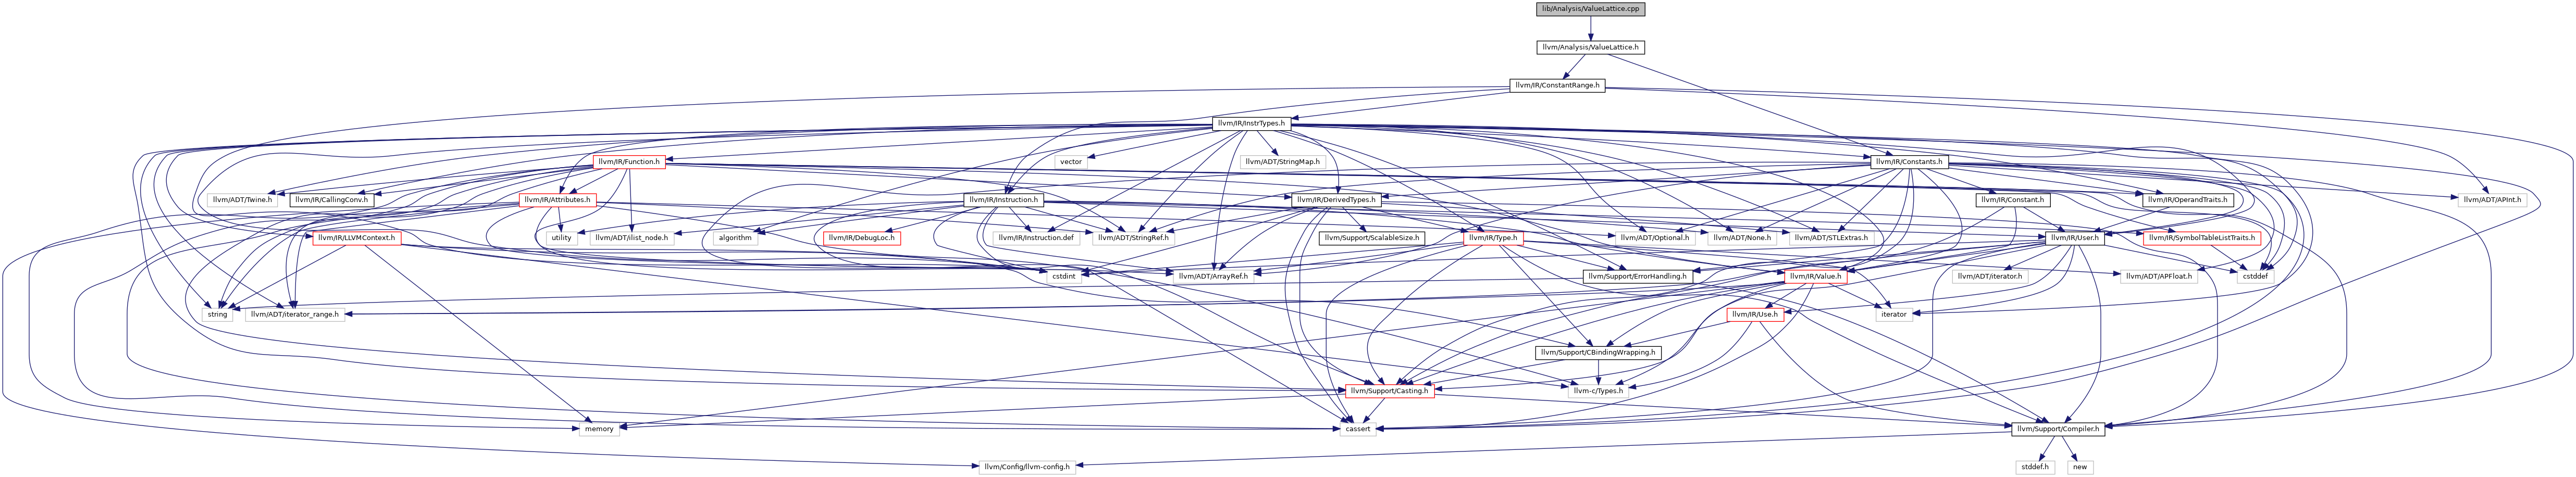 lib/Analysis/ValueLattice.cpp
llvm/Analysis/ValueLattice.h
llvm/IR/ConstantRange.h
llvm/IR/InstrTypes.h
llvm/IR/Function.h
vector
llvm/ADT/StringMap.h
llvm/IR/Constants.h
llvm/ADT/Twine.h
llvm/IR/CallingConv.h
llvm/IR/Attributes.h
llvm/IR/Instruction.h
llvm/IR/DerivedTypes.h
llvm/IR/Constant.h
llvm/IR/OperandTraits.h
llvm/ADT/APInt.h
llvm/IR/LLVMContext.h
utility
llvm/ADT/ilist_node.h
algorithm
llvm/IR/DebugLoc.h
llvm/IR/Instruction.def
llvm/ADT/StringRef.h
llvm/Support/ScalableSize.h
llvm/IR/Type.h
llvm/ADT/Optional.h
llvm/ADT/None.h
llvm/ADT/STLExtras.h
llvm/IR/User.h
llvm/IR/SymbolTableListTraits.h
cstdint
llvm/ADT/ArrayRef.h
llvm/Support/ErrorHandling.h
llvm/IR/Value.h
llvm/ADT/iterator.h
llvm/ADT/APFloat.h
cstddef
string
llvm/ADT/iterator_range.h
llvm/IR/Use.h
iterator
llvm/Support/CBindingWrapping.h
llvm/Support/Casting.h
llvm-c/Types.h
memory
cassert
llvm/Support/Compiler.h
llvm/Config/llvm-config.h
stddef.h
new